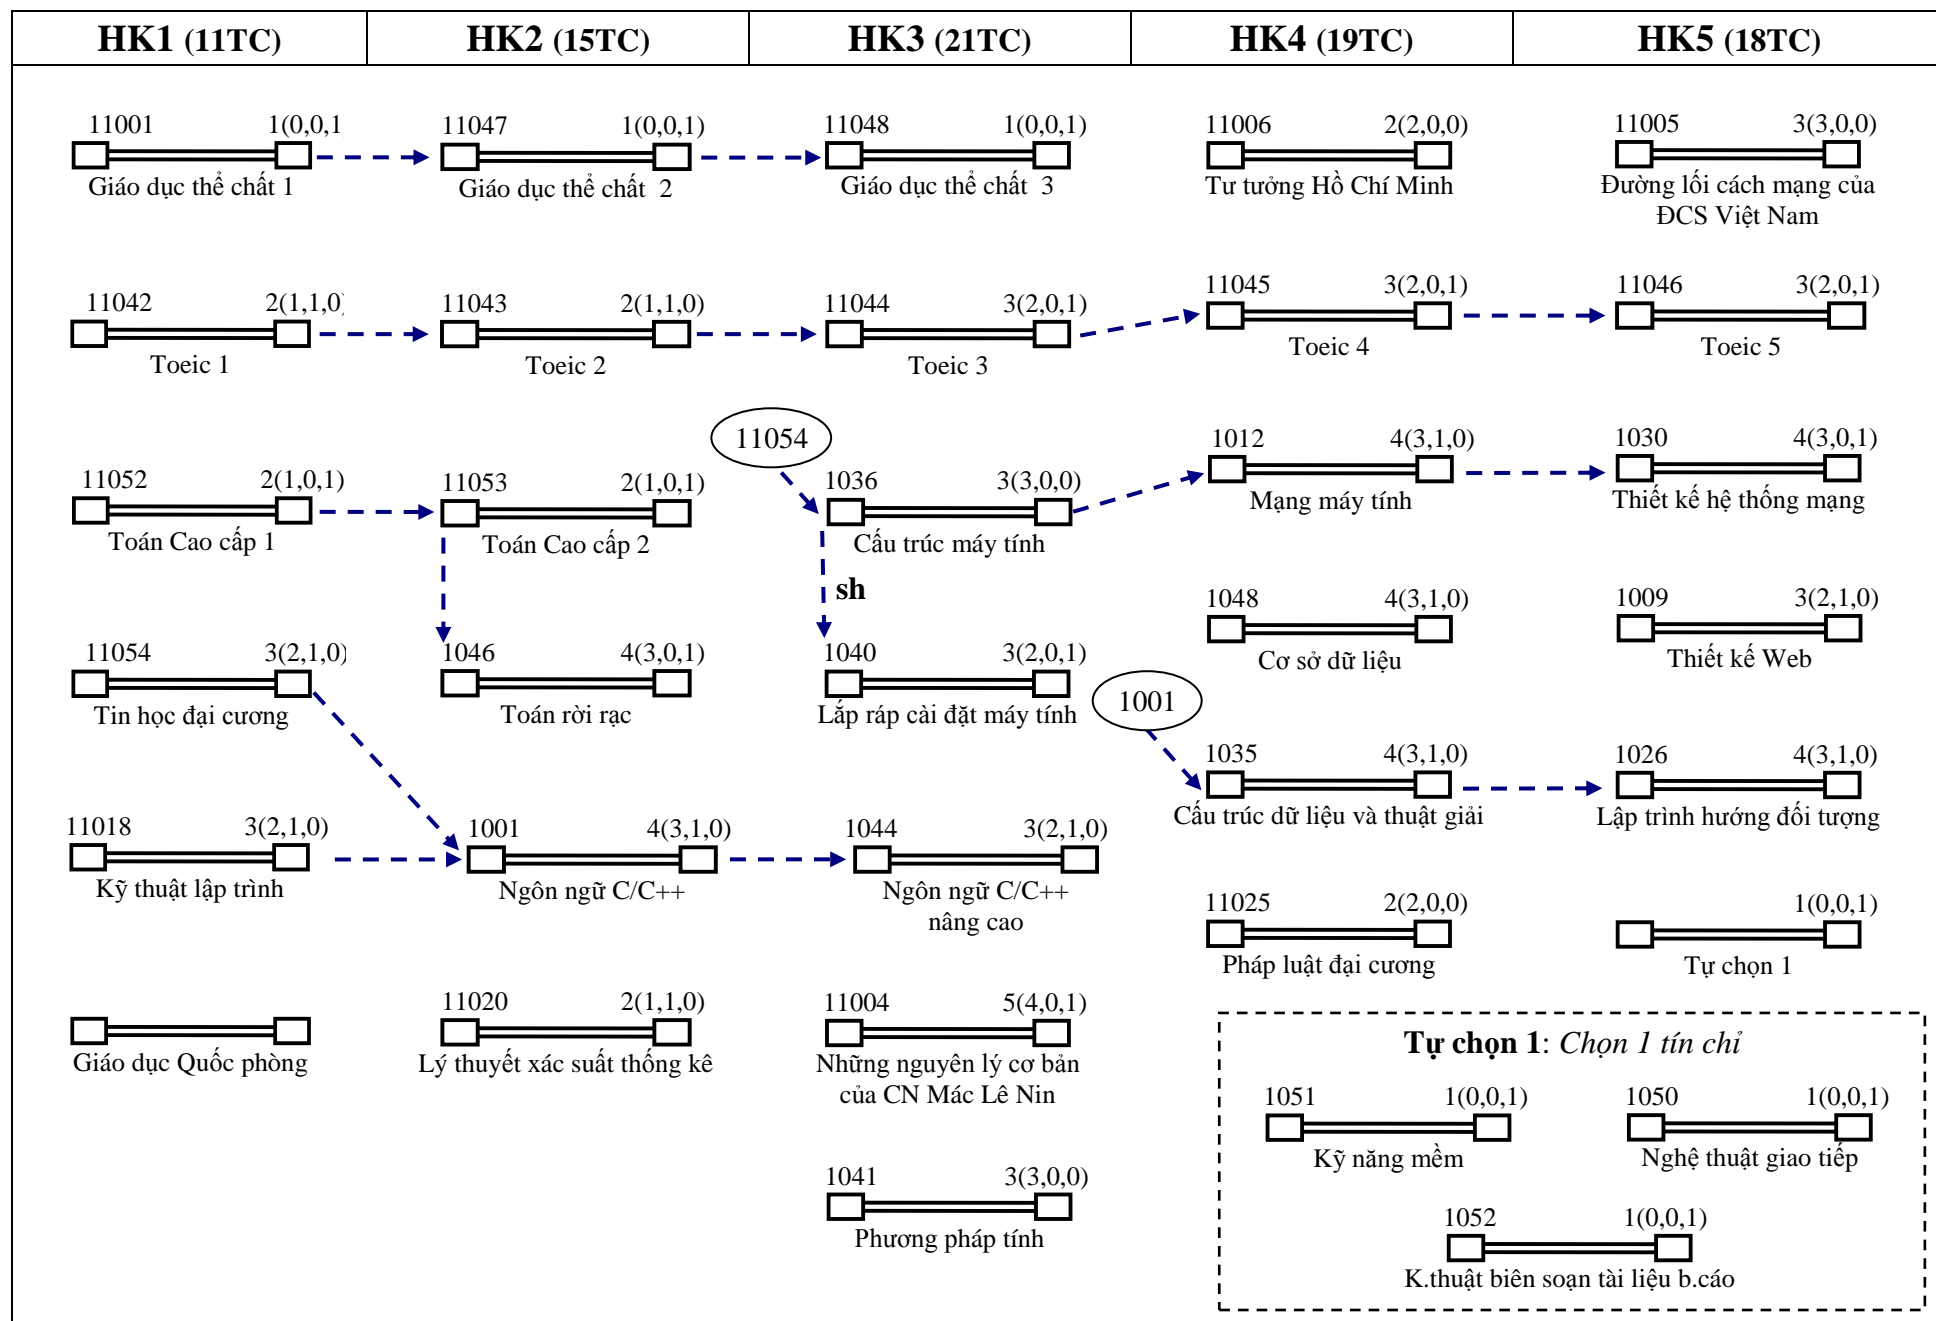 HK1 (11TC) HK2 (15TC) HK3 (21TC) HK4 (19TC) HK5 (18TC)
11001 1(0,0,1 11047 1(0,0,1) 11048 1(0,0,1) 11006 2(2,0,0) 11005 3(3,0,0)
Giáo dục thể chất 1 Giáo dục thể chất 2 Giáo dục thể chất 3 Tư tưởng Hồ Chí Minh Đường lối cách mạng của
ĐCS Việt Nam
11042 2(1,1,0) 11043 2(1,1,0) 11044 3(2,0,1) 11045 3(2,0,1) 11046 3(2,0,1)
Toeic 1 Toeic 2 Toeic 3 Toeic 4 Toeic 5
11054
11052 2(1,0,1) 11053 2(1,0,1) 1036 3(3,0,0) 1012 4(3,1,0) 1030 4(3,0,1)
Toán Cao cấp 1 Toán Cao cấp 2 Cấu trúc máy tính Mạng máy tính Thiết kế hệ thống mạng
sh
11054 3(2,1,0) 1046 4(3,0,1) 1040 3(2,0,1) 1048 4(3,1,0) 1009 3(2,1,0)
Tin học đại cương Toán rời rạc Lắp ráp cài đặt máy tính Cơ sở dữ liệu Thiết kế Web
1001
1035 4(3,1,0) 1026 4(3,1,0)
Cấu trúc dữ liệu và thuật giải Lập trình hướng đối tượng
11018 3(2,1,0) 1001 4(3,1,0) 1044 3(2,1,0)
Kỹ thuật lập trình Ngôn ngữ C/C++ Ngôn ngữ C/C++
nâng cao
11025 2(2,0,0) 1(0,0,1)
Pháp luật đại cương Tự chọn 1
11020 2(1,1,0) 11004 5(4,0,1)
Giáo dục Quốc phòng Lý thuyết xác suất thống kê Những nguyên lý cơ bản
của CN Mác Lê Nin
1041 3(3,0,0)
Phương pháp tính
Tự chọn 1: Chọn 1 tín chỉ
1051 1(0,0,1) 1050 1(0,0,1)
Kỹ năng mềm Nghệ thuật giao tiếp
1052 1(0,0,1)
K.thuật biên soạn tài liệu b.cáo